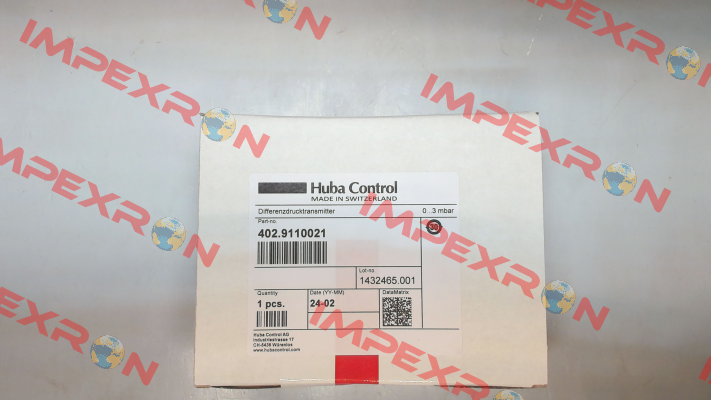 Huba Control
MADE IN SWITZERLAND
Differenzdrucktransmitter 0...3 mbar
Part-no.
402.9110021
30
Lot-no.
1432465.001
Quantity Date (YY-MM) DataMatrix
1 pcs. 24-02
Huba Control AG
Industriestrasse 17
CH-5436 Würenlos
www.hubacontrol.com
IMPEXRON
IMPEXRON
IMPEXRON
IMPEXRON
IMPEXRON
IMPEXRON